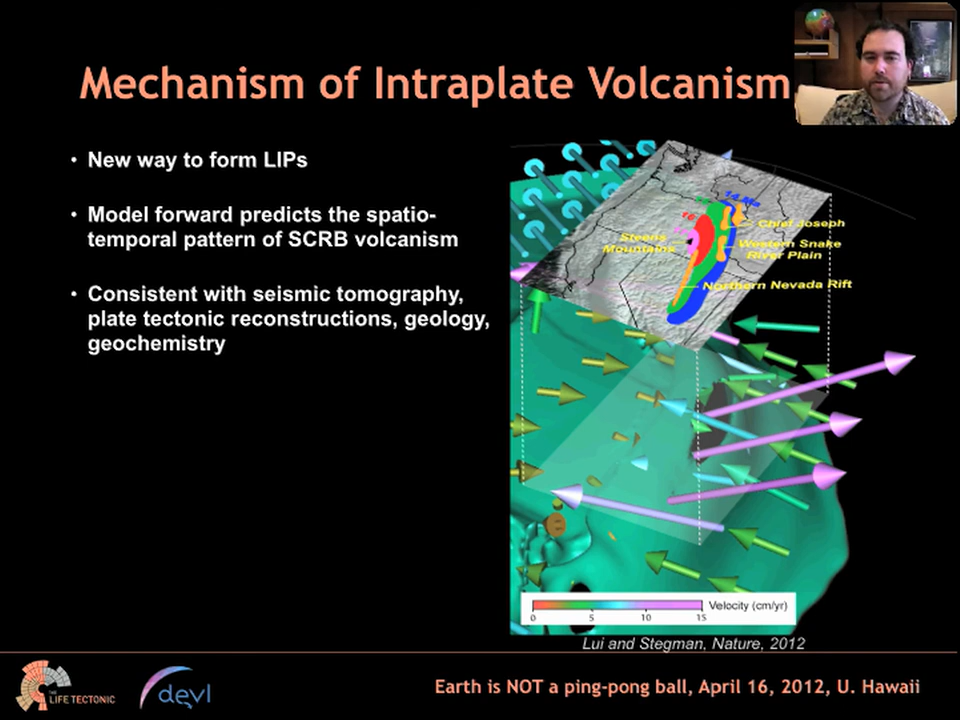 Mechanism of Intraplate Volcanism
• New way to form LIPs
• Model forward predicts the spatio-
temporal pattern of SCRB volcanism
• Consistent with seismic tomography,
plate tectonic reconstructions, geology,
geochemistry
14 Ma
16
Chief Joseph
Steens
Mountains
Western Snake
River Plain
Northern Nevada Rift
Velocity (cm/yr)
0 5 10 15
Lui and Stegman, Nature, 2012
THE
LIFE TECTONIC
devl
Earth is NOT a ping-pong ball, April 16, 2012, U. Hawaii